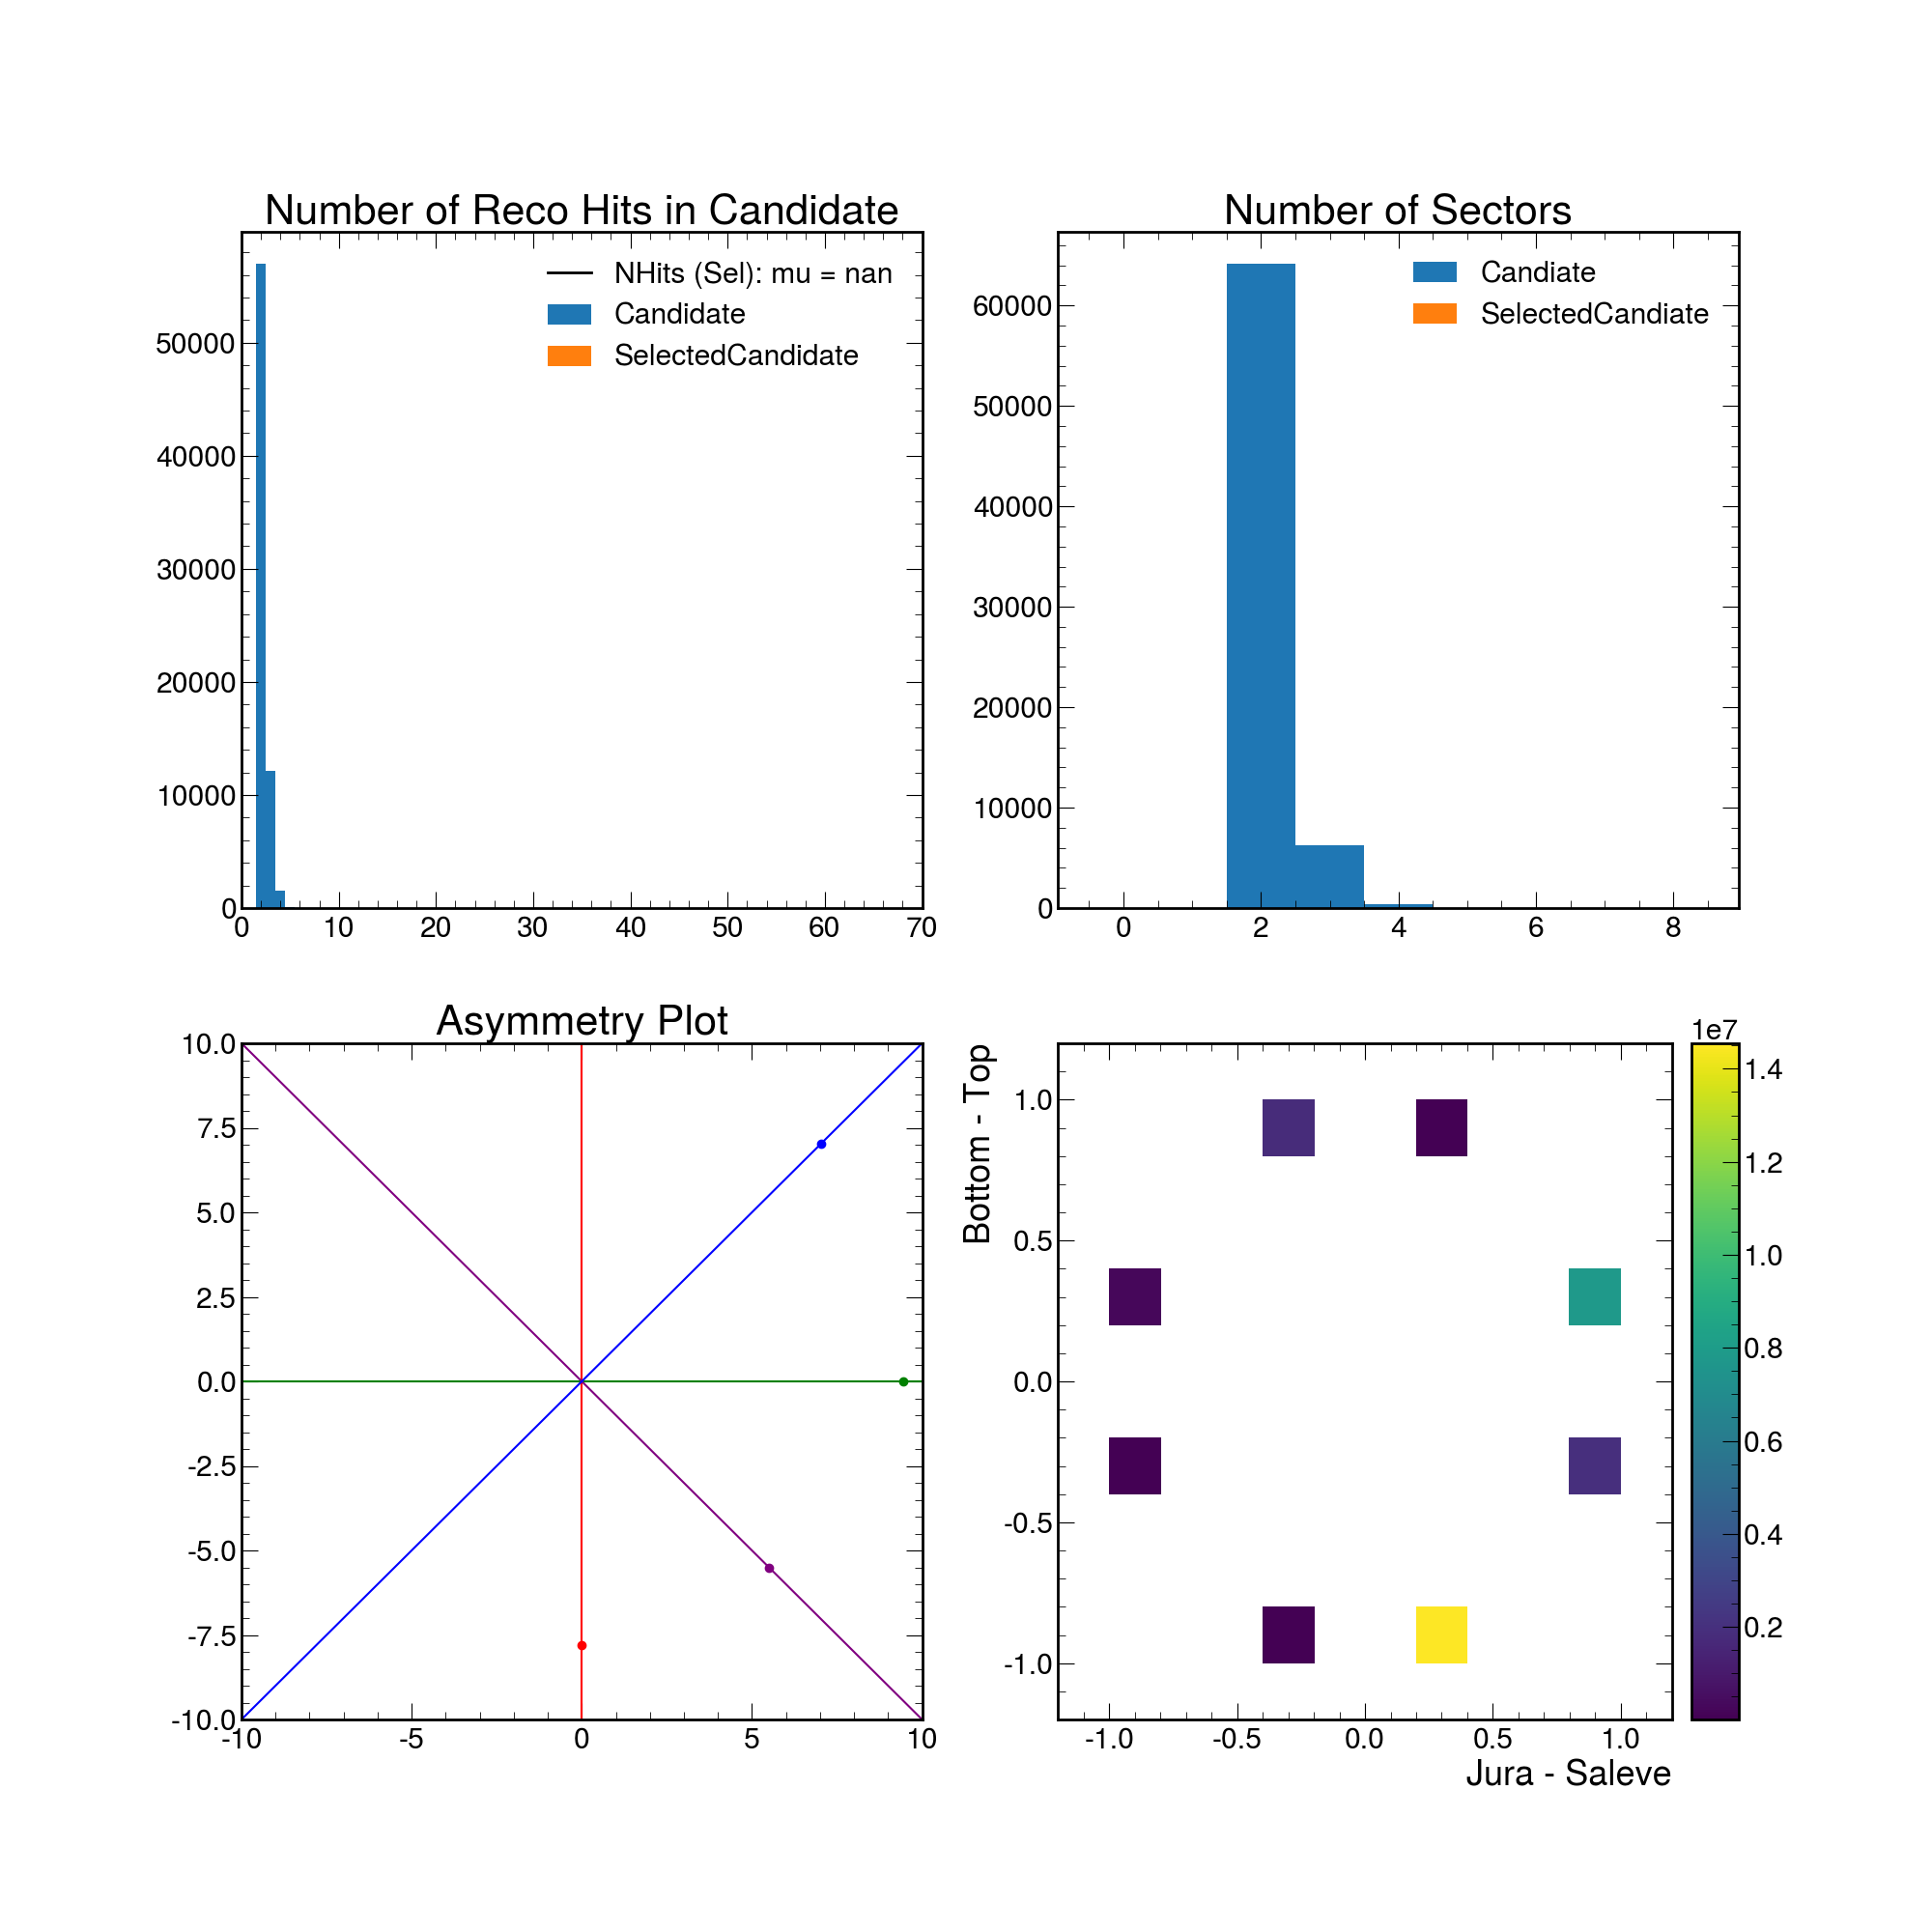 Number of Reco Hits in Candidate
NHits (Sel): mu = nan
Candidate
SelectedCandidate
50000
40000
30000
20000
10000
0
0 10 20 30 40 50 60 70
Number of Sectors
Candiate
SelectedCandiate
60000
50000
40000
30000
20000
10000
0
0 2 4 6 8
Asymmetry Plot
10.0
7.5
5.0
2.5
0.0
-2.5
-5.0
-7.5
-10.0
-10 -5 0 5 10
Bottom - Top
1.0
0.5
0.0
-0.5
-1.0
-1.0 -0.5 0.0 0.5 1.0
Jura - Saleve
1e7
1.4
1.2
1.0
0.8
0.6
0.4
0.2